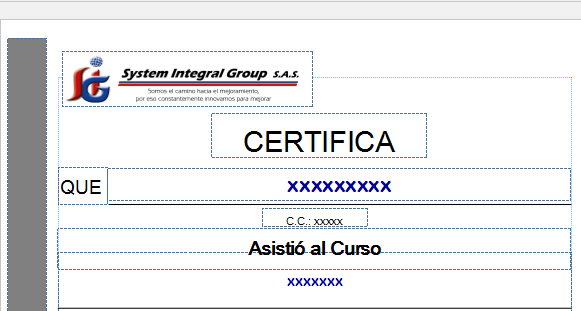 System Integral Group S.A.S.
Somos el camino hacia el mejoramiento,
por eso constantemente innovamos para mejorar
CERTIFICA
QUE xxxxxxxxx
C.C.: xxxxx
Asistió al Curso
xxxxxxx